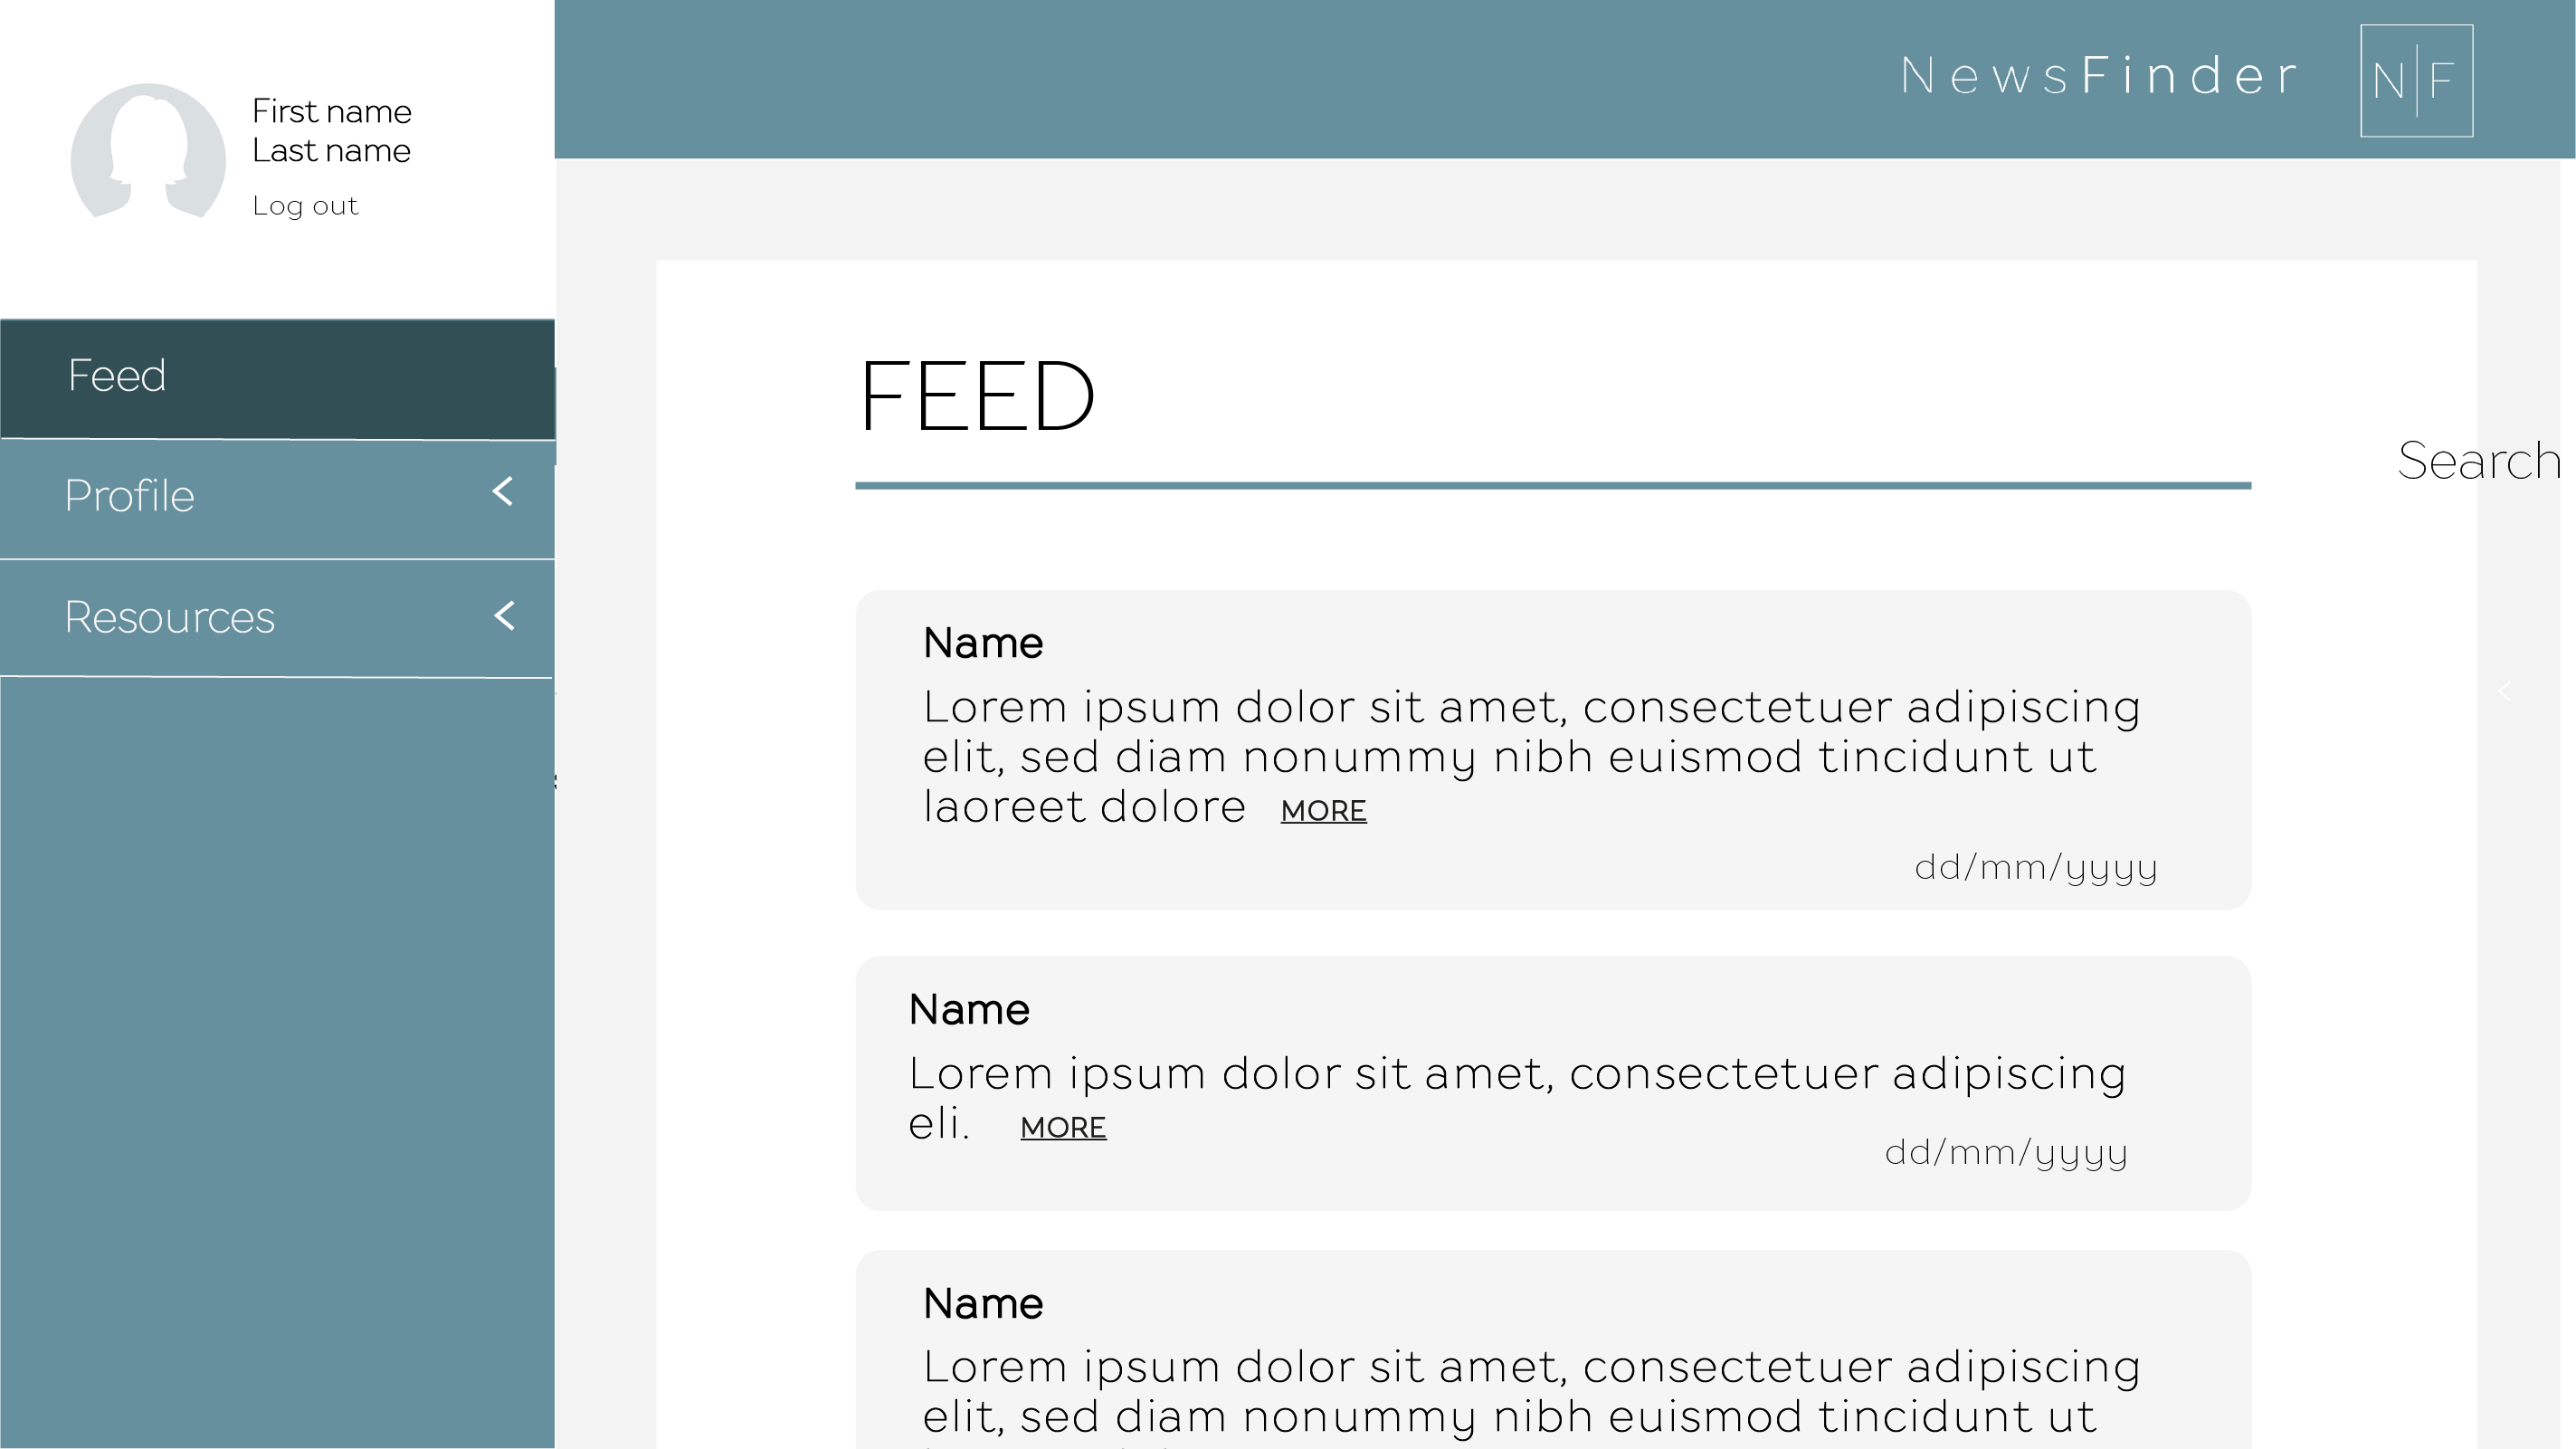 First name
Last name
Log out
NewsFinder
N|F
Feed
Profile
Resources
FEED
Search
Name
Lorem ipsum dolor sit amet, consectetuer adipiscing
elit, sed diam nonummy nibh euismod tincidunt ut
laoreet dolore MORE
dd/mm/yyyy
Name
Lorem ipsum dolor sit amet, consectetuer adipiscing
eli. MORE
dd/mm/yyyy
Name
Lorem ipsum dolor sit amet, consectetuer adipiscing
elit, sed diam nonummy nibh euismod tincidunt ut